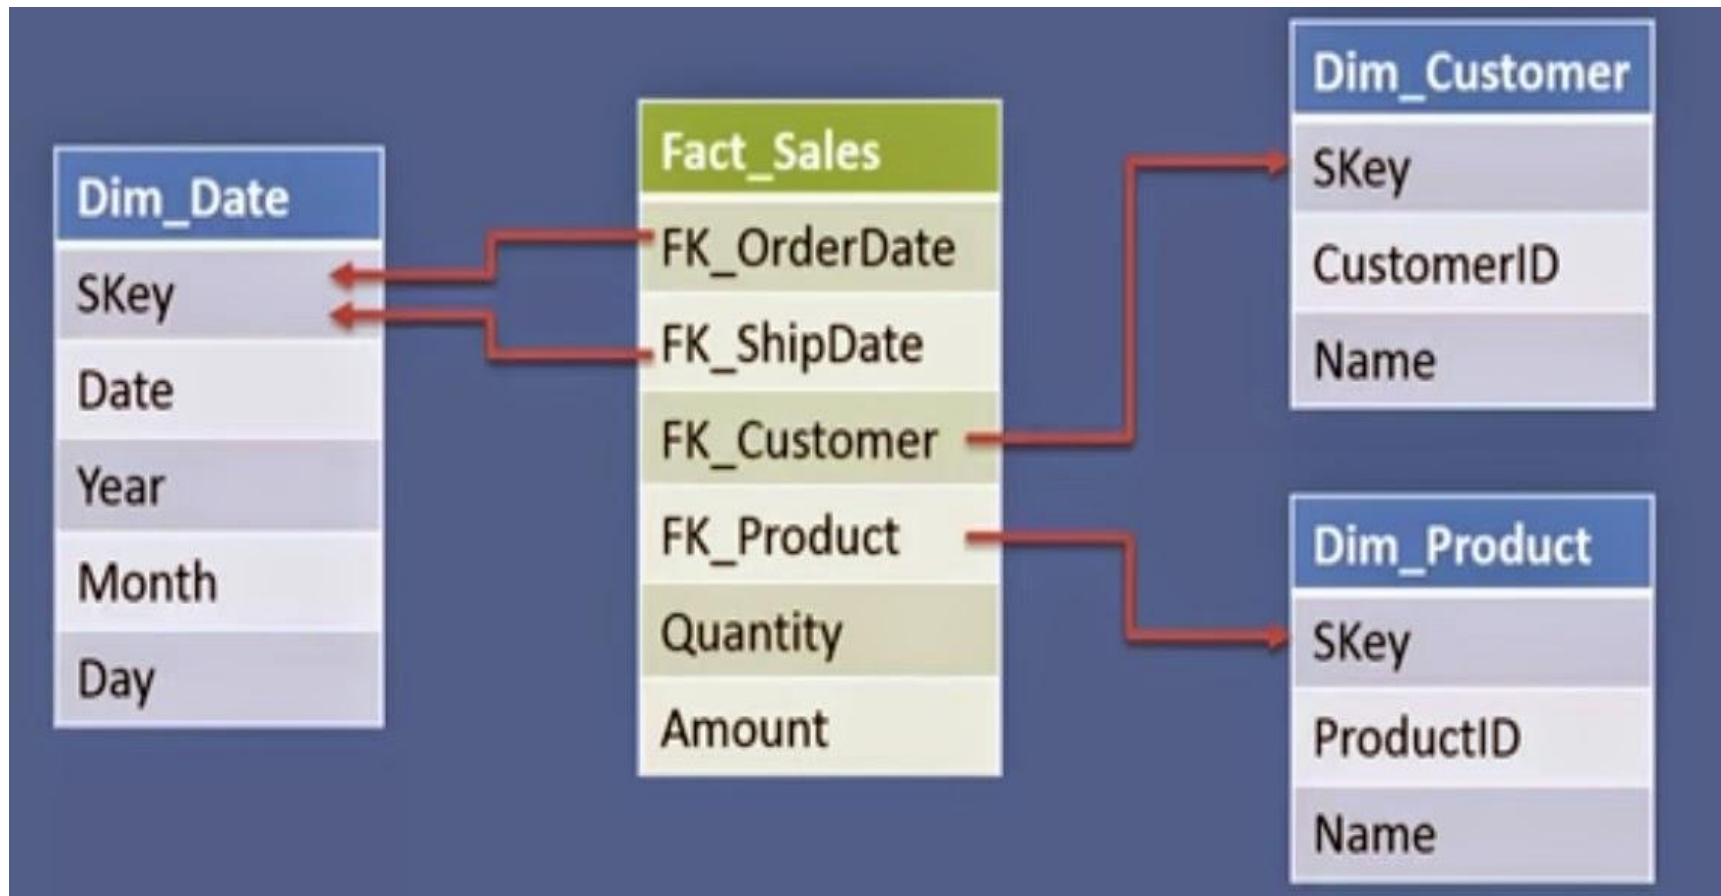 Dim_Date
SKey
Date
Year
Month
Day
Fact_Sales
FK_OrderDate
FK_ShipDate
FK_Customer
FK_Product
Quantity
Amount
Dim_Customer
SKey
CustomerID
Name
Dim_Product
SKey
ProductID
Name